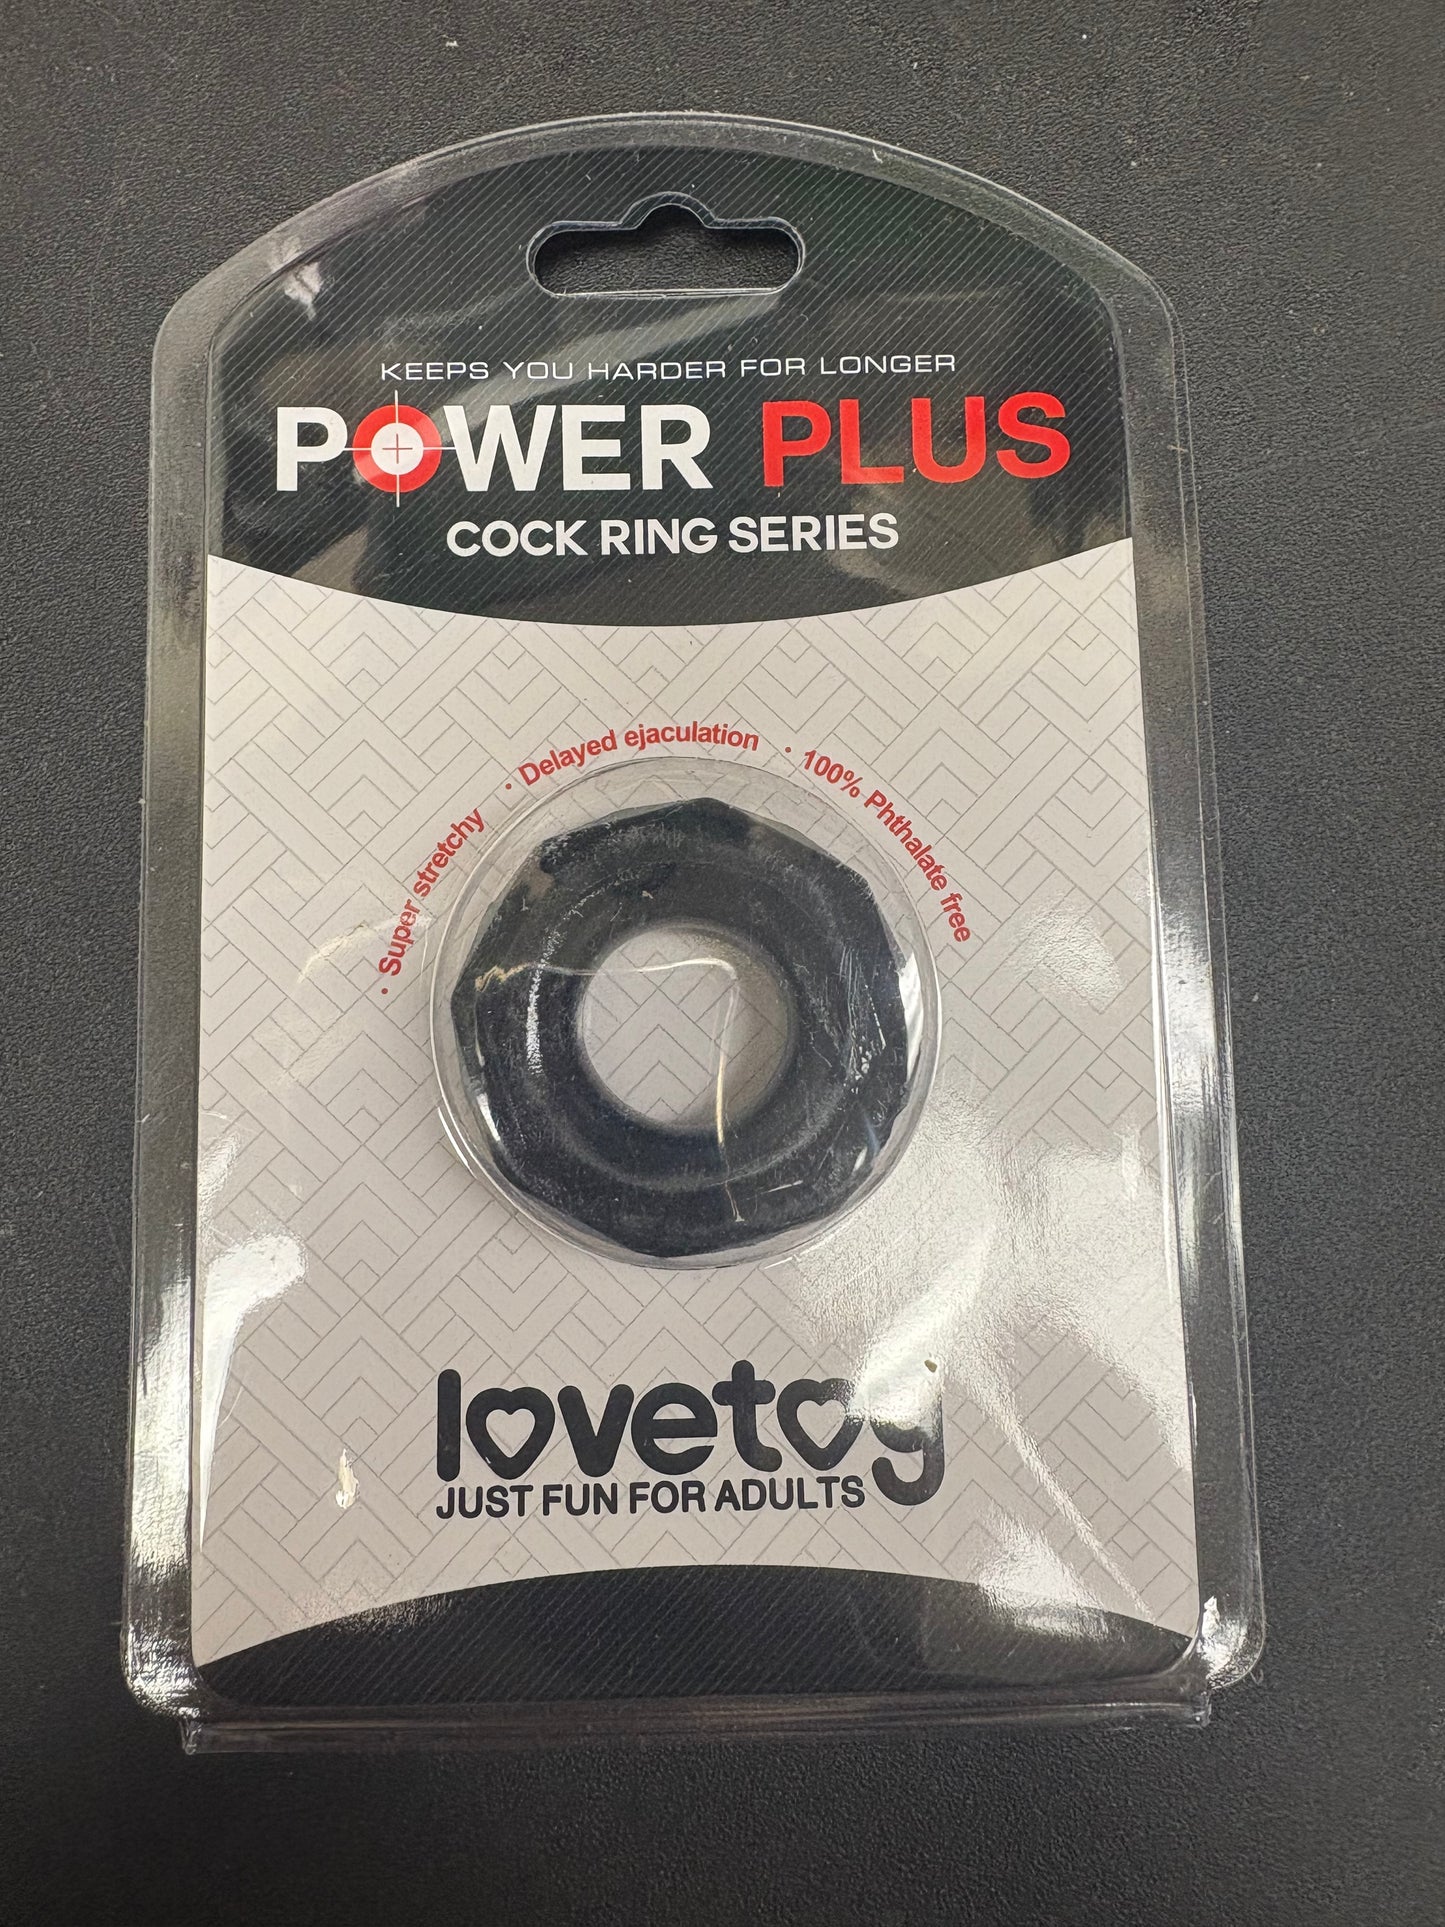 KEEPS YOU HARDER FOR LONGER
POWER PLUS
COCK RING SERIES
• Super stretchy • Delayed ejaculation • 100% Phthalate free
lovetoy
JUST FUN FOR ADULTS